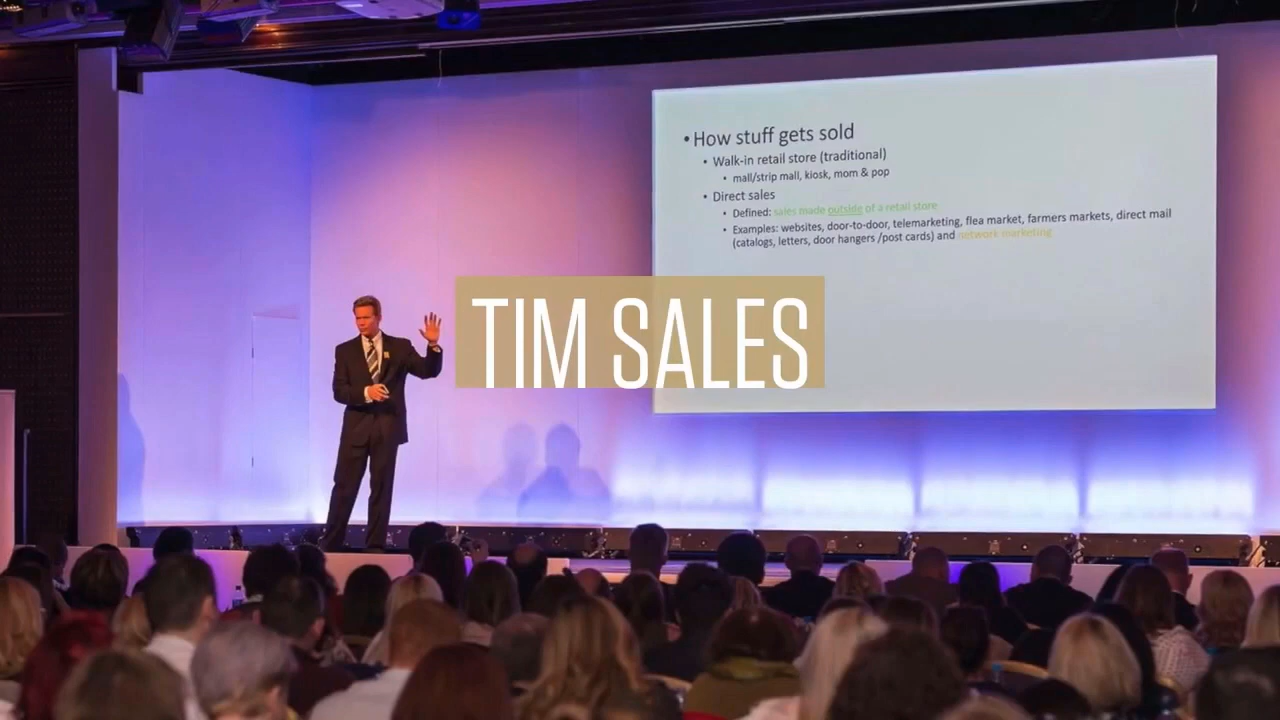 • How stuff gets sold
• Walk-in retail store (traditional)
• mall/strip mall, kiosk, mom & pop
• Direct sales
• Defined: sales made outside of a retail store
• Examples: websites, door-to-door, telemarketing, flea market, farmers markets, direct mail
(catalogs, letters, door hangers /post cards) and network marketing
TIM SALES